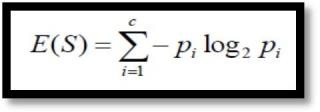 E(S) = \sum_{i=1}^{c} - p_i \log_2 p_i